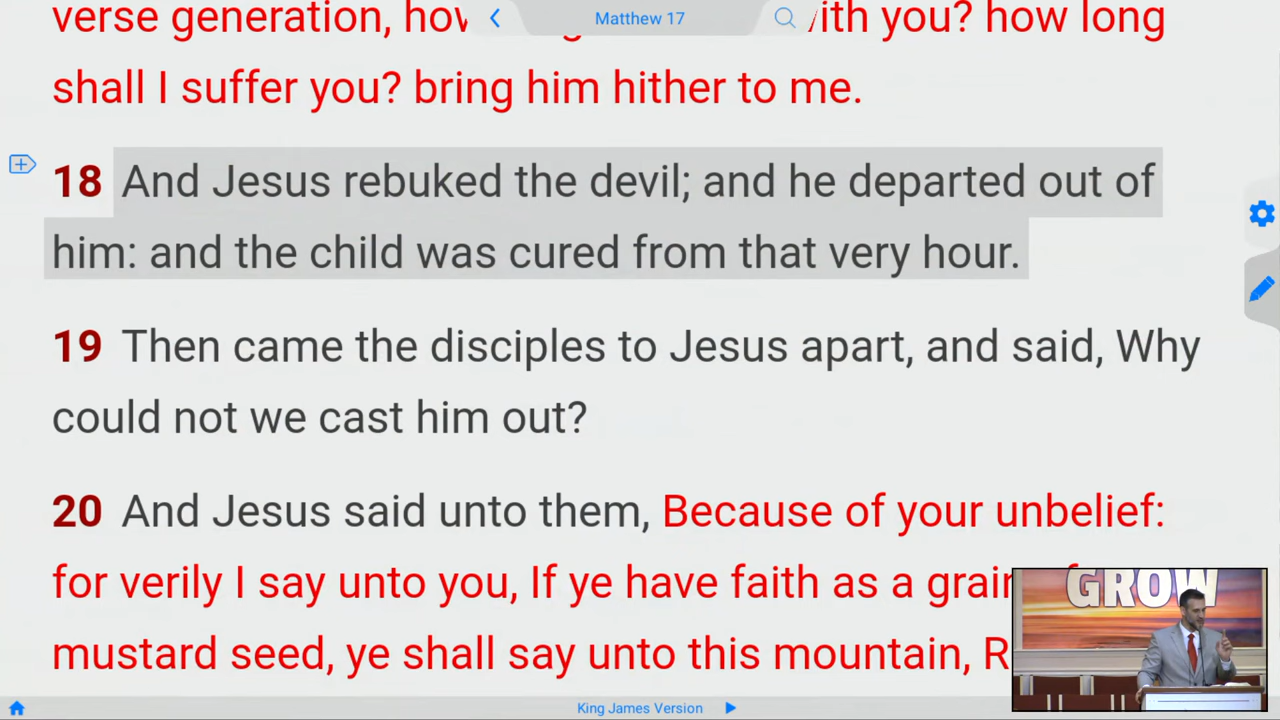 verse generation, how with you? how long
Matthew 17
shall I suffer you? bring him hither to me.
18 And Jesus rebuked the devil; and he departed out of
him: and the child was cured from that very hour.
19 Then came the disciples to Jesus apart, and said, Why
could not we cast him out?
20 And Jesus said unto them, Because of your unbelief:
for verily I say unto you, If ye have faith as a grain
mustard seed, ye shall say unto this mountain, R
GROW
King James Version